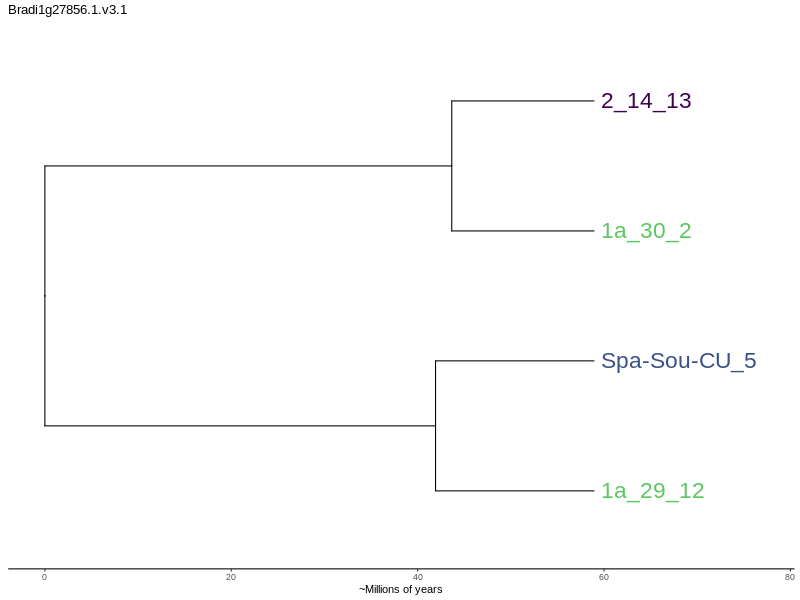 Bradi1g27856.1.v3.1
2_14_13
1a_30_2
Spa-Sou-CU_5
1a_29_12
0 20 40 60 80
~Millions of years